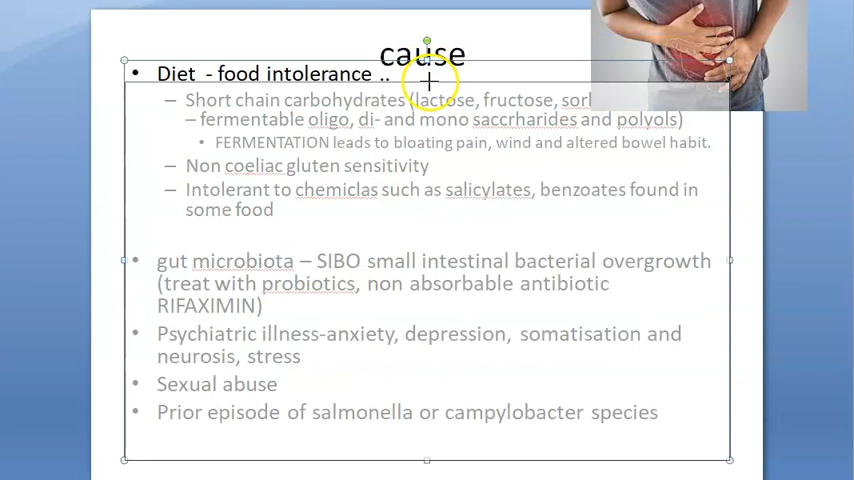 cause
• Diet - food intolerance ..
– Short chain carbohydrates (lactose, fructose,
– fermentable oligo, di- and mono saccrharides and polyols)
• FERMENTATION leads to bloating pain, wind and altered bowel habit.
– Non coeliac gluten sensitivity
– Intolerant to chemiclas such as salicylates, benzoates found in
some food
• gut microbiota – SIBO small intestinal bacterial overgrowth
(treat with probiotics, non absorbable antibiotic
RIFAXIMIN)
• Psychiatric illness-anxiety, depression, somatisation and
neurosis, stress
• Sexual abuse
• Prior episode of salmonella or campylobacter species